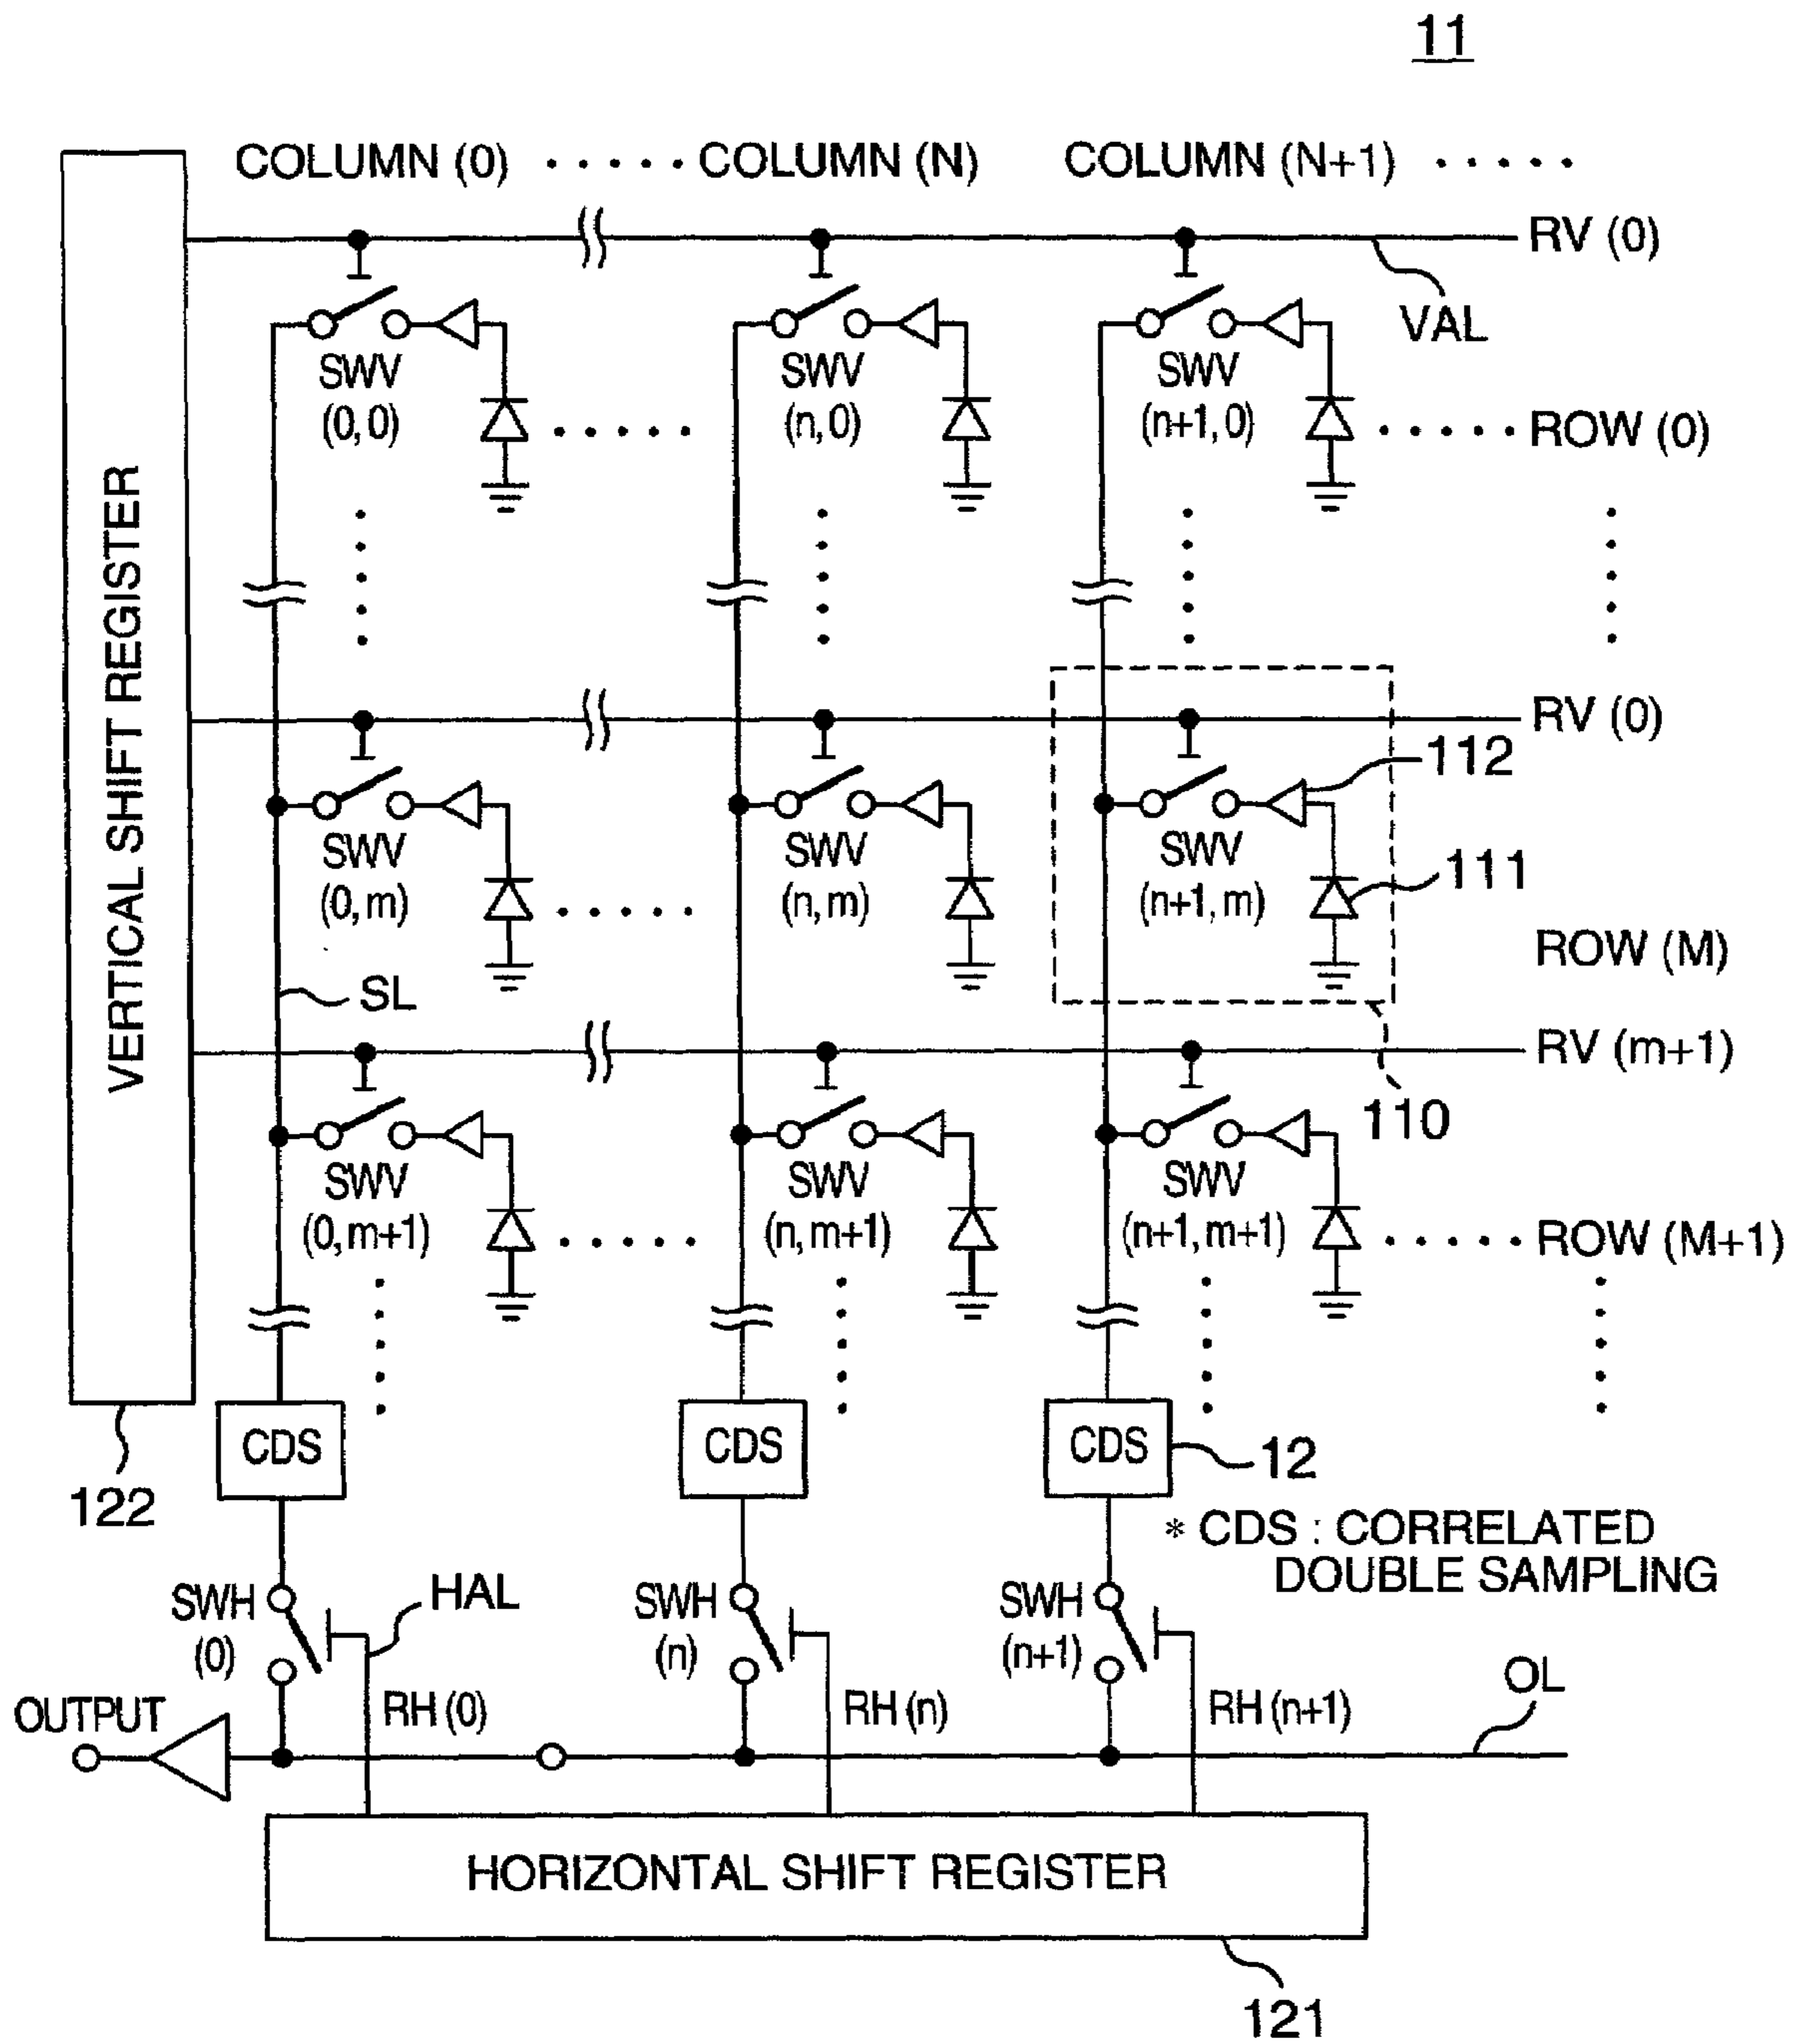 11
COLUMN (0) ..... COLUMN (N) COLUMN (N+1) .....
RV (0)
VAL
SWV (0, 0)
SWV (n, 0)
SWV (n+1, 0)
..... ..... ROW (0)
VERTICAL SHIFT REGISTER
RV (0)
112
SWV (0, m)
SWV (n, m)
SWV (n+1, m)
111
.....
ROW (M)
SL
RV (m+1)
110
SWV (0, m+1)
SWV (n, m+1)
SWV (n+1, m+1)
..... ..... ROW (M+1)
CDS
CDS
CDS
12
122
* CDS : CORRELATED
DOUBLE SAMPLING
SWH (0)
HAL
SWH (n)
SWH (n+1)
OUTPUT
RH (0)
RH (n)
RH (n+1)
OL
HORIZONTAL SHIFT REGISTER
121